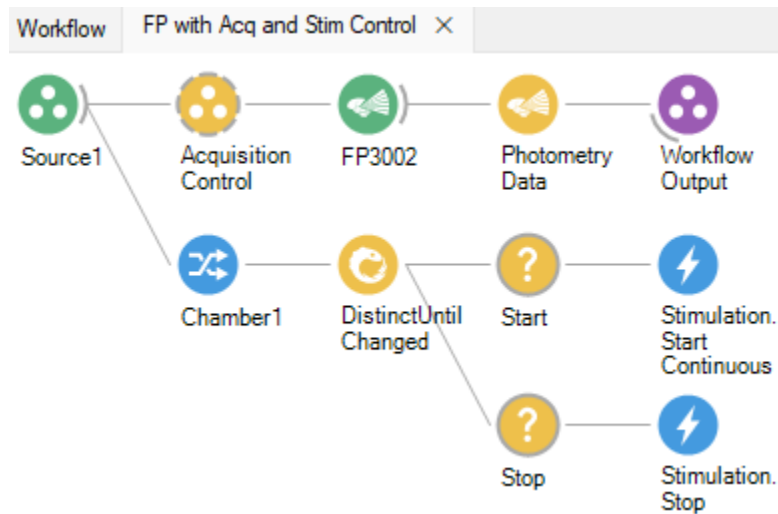 Workflow
FP with Acq and Stim Control ×
Source1
Acquisition
Control
FP3002
Photometry
Data
Workflow
Output
Chamber1
DistinctUntil
Changed
?
Start
Stimulation.
Start
Continuous
?
Stop
Stimulation.
Stop